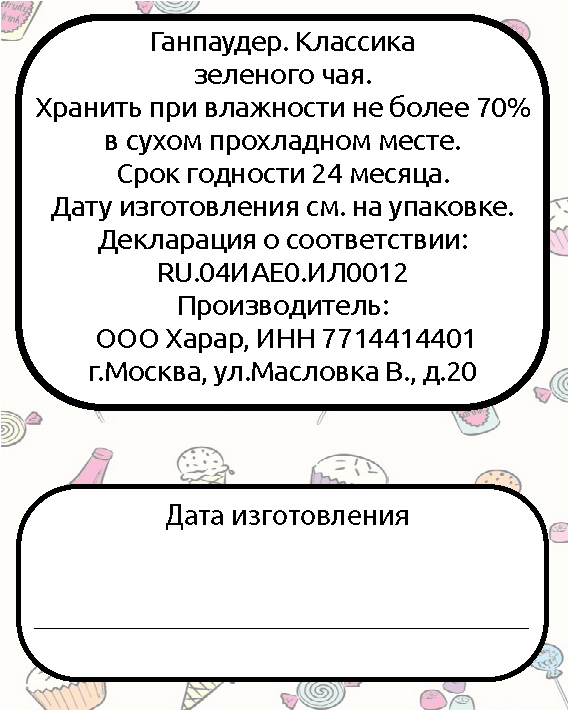 Ганпаудер. Классика
зеленого чая.
Хранить при влажности не более 70%
в сухом прохладном месте.
Срок годности 24 месяца.
Дату изготовления см. на упаковке.
Декларация о соответствии:
RU.04ИАЕ0.ИЛ0012
Производитель:
ООО Харар, ИНН 7714414401
г.Москва, ул.Масловка В., д.20
Дата изготовления